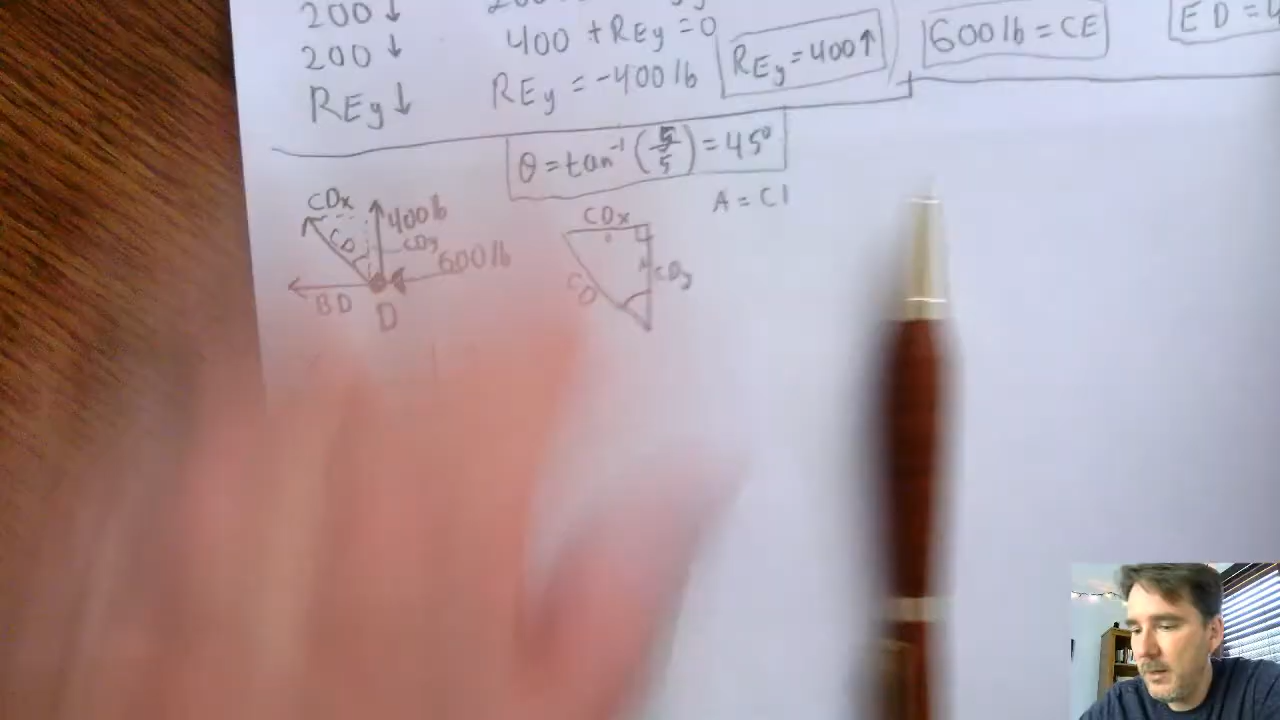 200 ↓
200 ↓
REy ↓
400 + REy = 0
REy = -400 lb
REy = 400 ↑
600 lb = CE
ED =
θ = tan⁻¹ (5/5) = 45°
CDx
CD
400 lb
CDy
600 lb
BD
D
CDx
CD
CDy
A = C